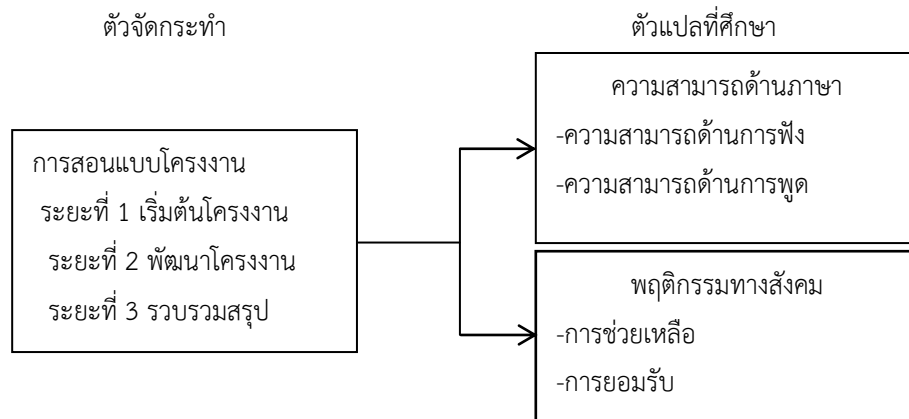 ตัวจัดกระทำ
ตัวแปลที่ศึกษา
การสอนแบบโครงงาน
ระยะที่ 1 เริ่มต้นโครงงาน
ระยะที่ 2 พัฒนาโครงงาน
ระยะที่ 3 รวบรวมสรุป
ความสามารถด้านภาษา
-ความสามารถด้านการฟัง
-ความสามารถด้านการพูด
พฤติกรรมทางสังคม
-การช่วยเหลือ
-การยอมรับ